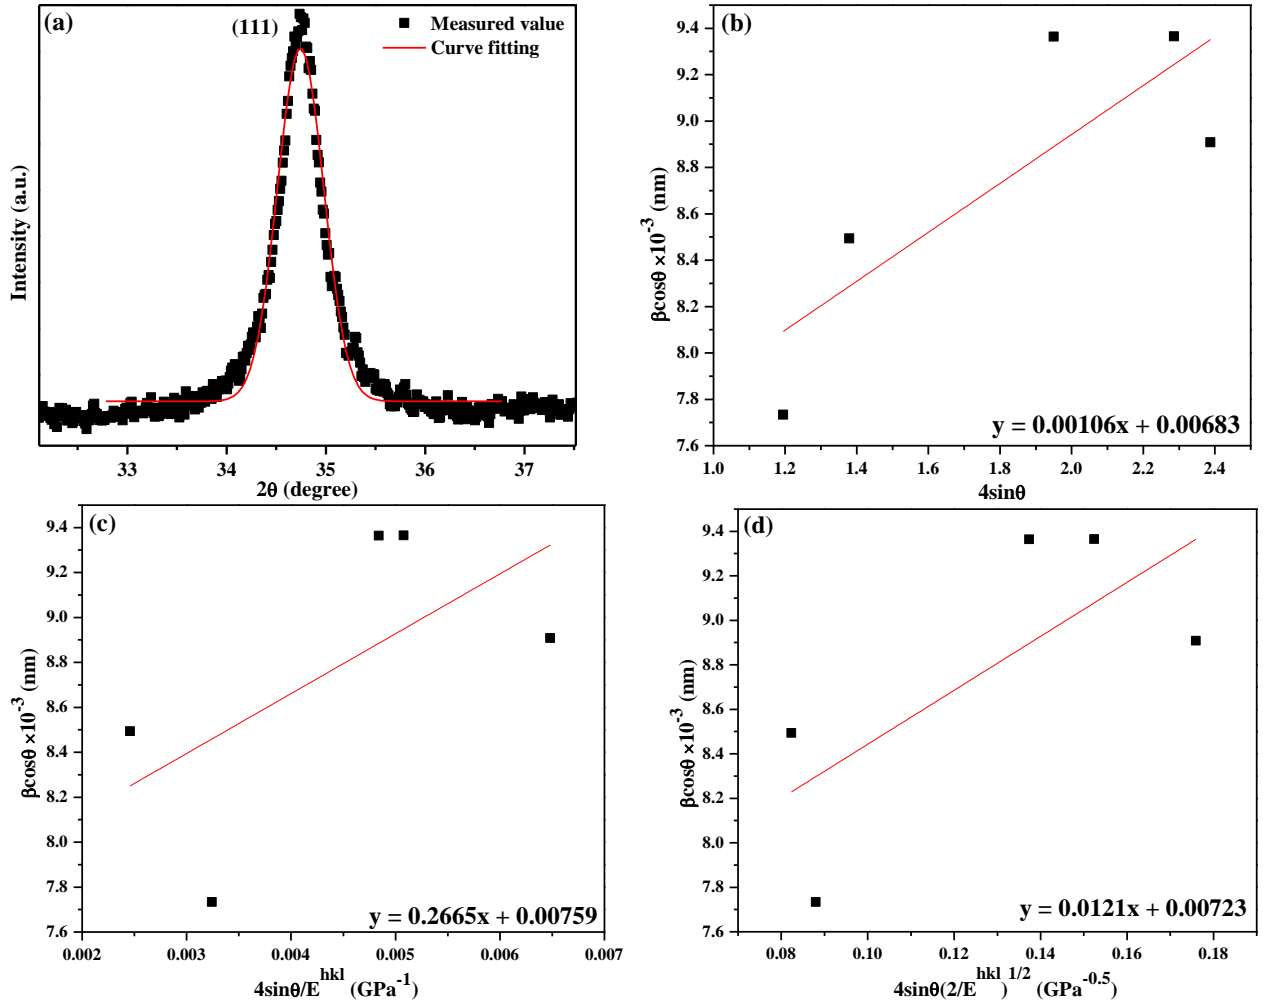 (a)
(111)
Measured value
Curve fitting
Intensity (a.u.)
33 34 35 36 37
2θ (degree)
(b)
9.4
9.2
9.0
8.8
8.6
8.4
8.2
8.0
7.8
7.6
βcosθ ×10⁻³ (nm)
y = 0.00106x + 0.00683
1.0 1.2 1.4 1.6 1.8 2.0 2.2 2.4
4sinθ
(c)
9.4
9.2
9.0
8.8
8.6
8.4
8.2
8.0
7.8
7.6
βcosθ ×10⁻³ (nm)
y = 0.2665x + 0.00759
0.002 0.003 0.004 0.005 0.006 0.007
4sinθ/E^hkl (GPa⁻¹)
(d)
9.4
9.2
9.0
8.8
8.6
8.4
8.2
8.0
7.8
7.6
βcosθ ×10⁻³ (nm)
y = 0.0121x + 0.00723
0.08 0.10 0.12 0.14 0.16 0.18
4sinθ(2/E^hkl)^1/2 (GPa^-0.5)